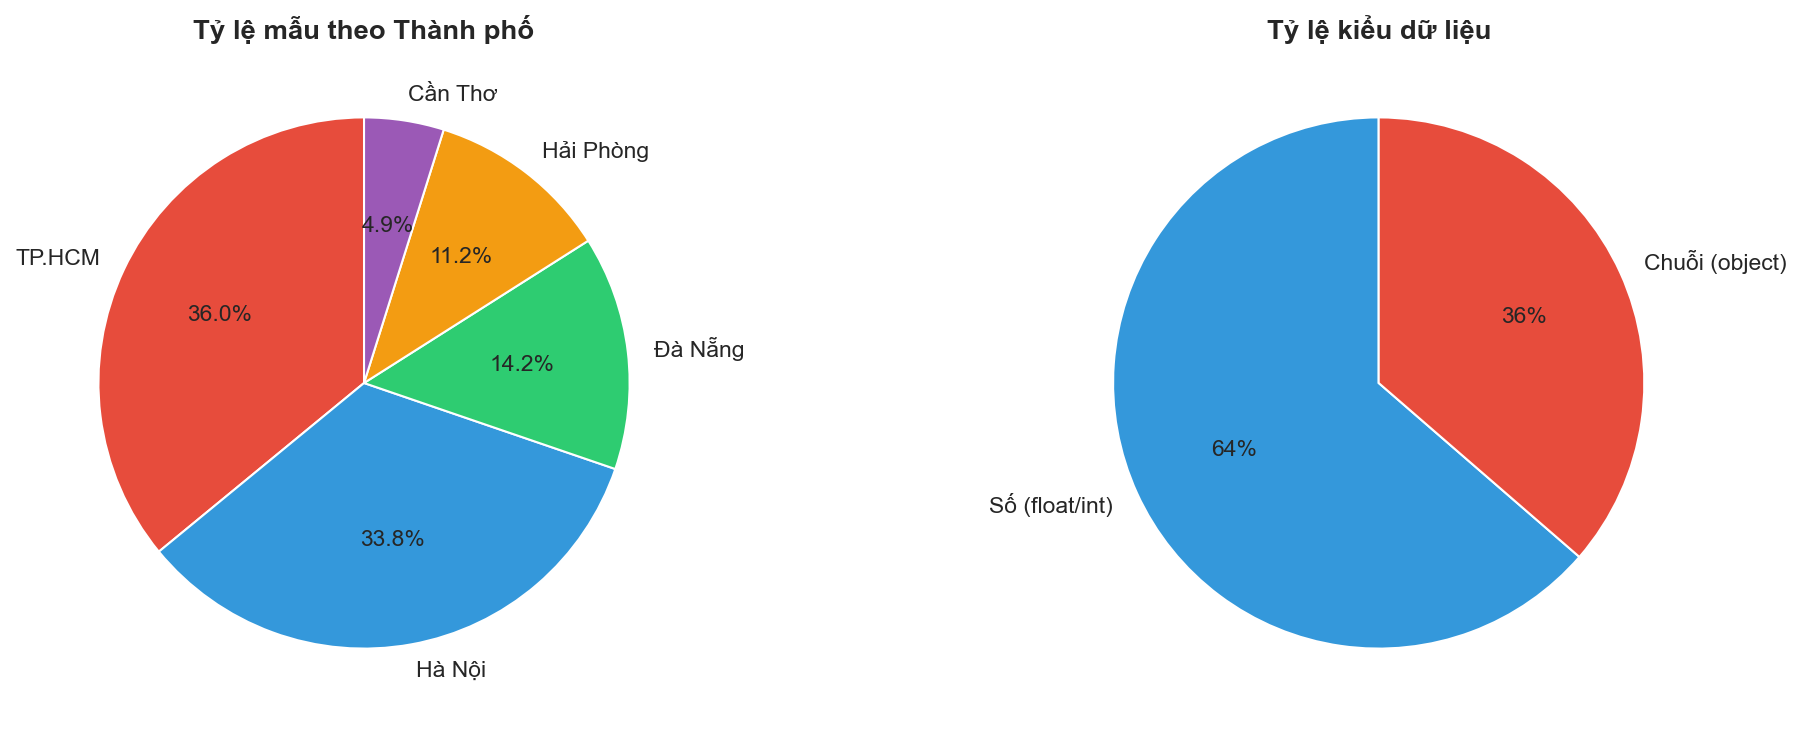 Tỷ lệ mẫu theo Thành phố
Cần Thơ
Hải Phòng
4.9%
11.2%
TP.HCM
36.0%
Đà Nẵng
14.2%
33.8%
Hà Nội
Tỷ lệ kiểu dữ liệu
Chuỗi (object)
36%
64%
Số (float/int)